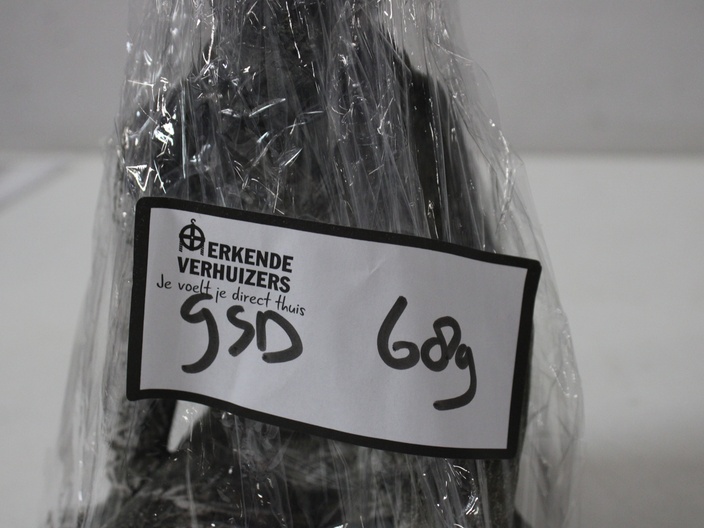 ERKENDE
VERHUIZERS
Je voelt je direct thuis
GSD 68g